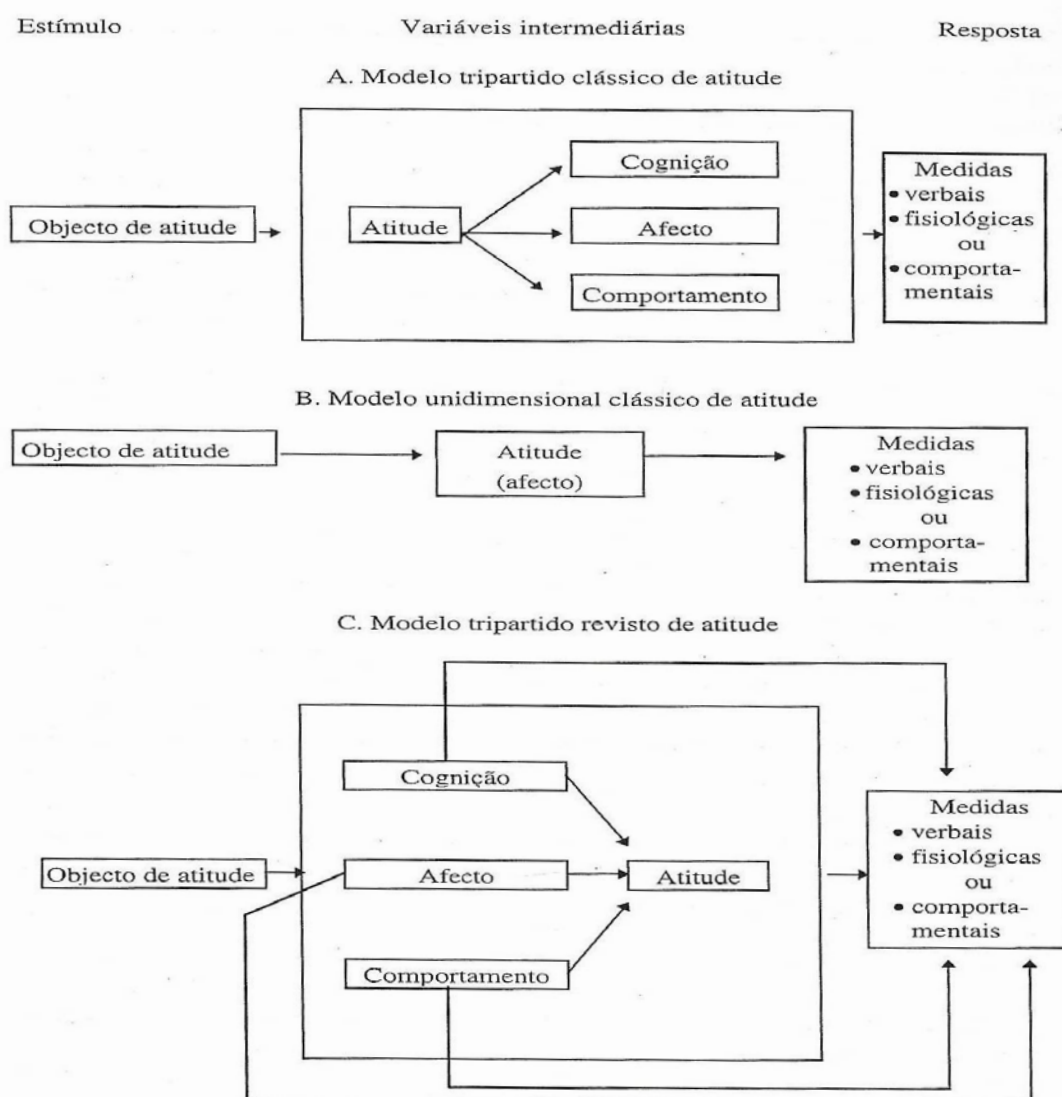 Estímulo
Variáveis intermediárias
Resposta
A. Modelo tripartido clássico de atitude
Objecto de atitude
Atitude
Cognição
Afecto
Comportamento
Medidas
• verbais
• fisiológicas
ou
• comporta-
mentais
B. Modelo unidimensional clássico de atitude
Objecto de atitude
Atitude
(afecto)
Medidas
• verbais
• fisiológicas
ou
• comporta-
mentais
C. Modelo tripartido revisto de atitude
Objecto de atitude
Cognição
Afecto
Comportamento
Atitude
Medidas
• verbais
• fisiológicas
ou
• comporta-
mentais